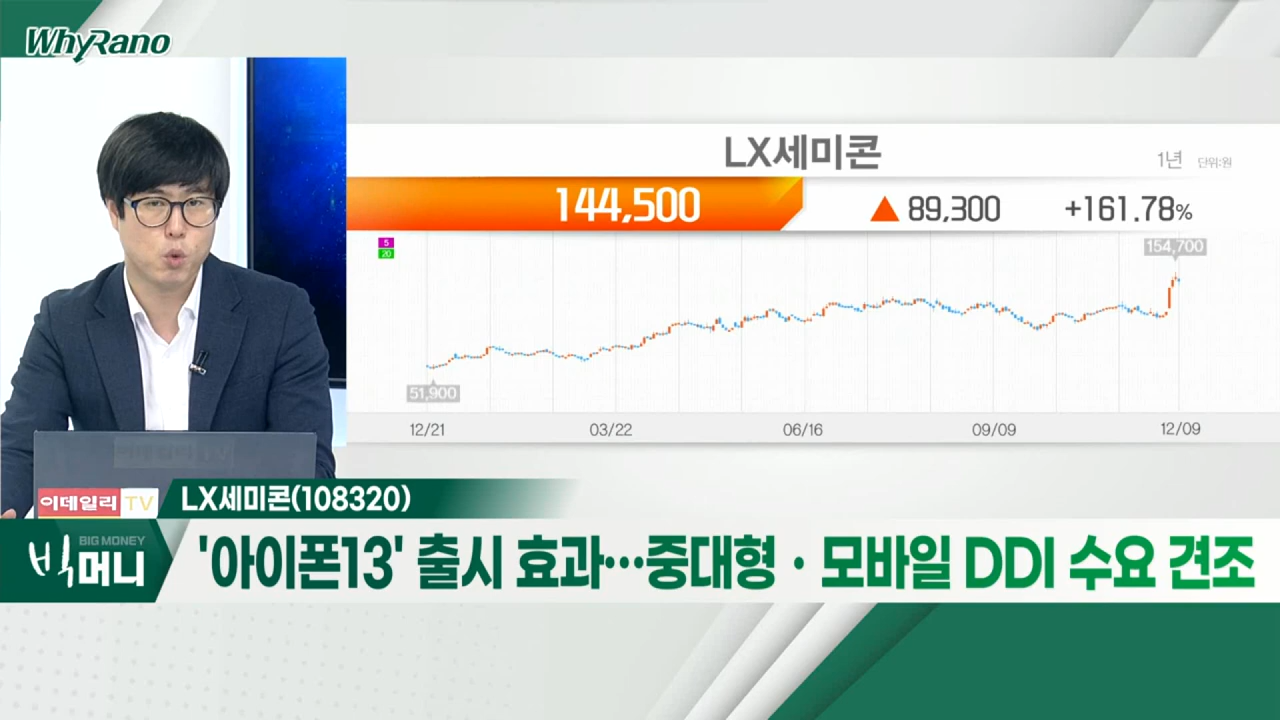 WhyRano
LX세미콘
1년 단위:원
144,500 ▲ 89,300 +161.78%
5
20
154,700
51,900
12/21 03/22 06/16 09/09 12/09
이데일리 TV
LX세미콘(108320)
BIG MONEY
빅머니
'아이폰13' 출시 효과…중대형·모바일 DDI 수요 견조